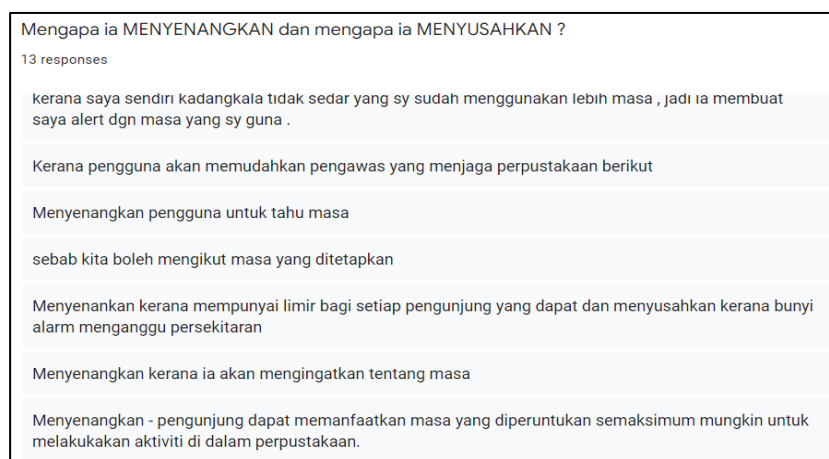 Mengapa ia MENYENANGKAN dan mengapa ia MENYUSAHKAN ?
13 responses
kerana saya sendiri kadangkala tidak sedar yang sy sudah menggunakan lebih masa , jadi ia membuat
saya alert dgn masa yang sy guna .
Kerana pengguna akan memudahkan pengawas yang menjaga perpustakaan berikut
Menyenangkan pengguna untuk tahu masa
sebab kita boleh mengikut masa yang ditetapkan
Menyenankan kerana mempunyai limir bagi setiap pengunjung yang dapat dan menyusahkan kerana bunyi
alarm menganggu persekitaran
Menyenangkan kerana ia akan mengingatkan tentang masa
Menyenangkan - pengunjung dapat memanfaatkan masa yang diperuntukan semaksimum mungkin untuk
melakukakan aktiviti di dalam perpustakaan.